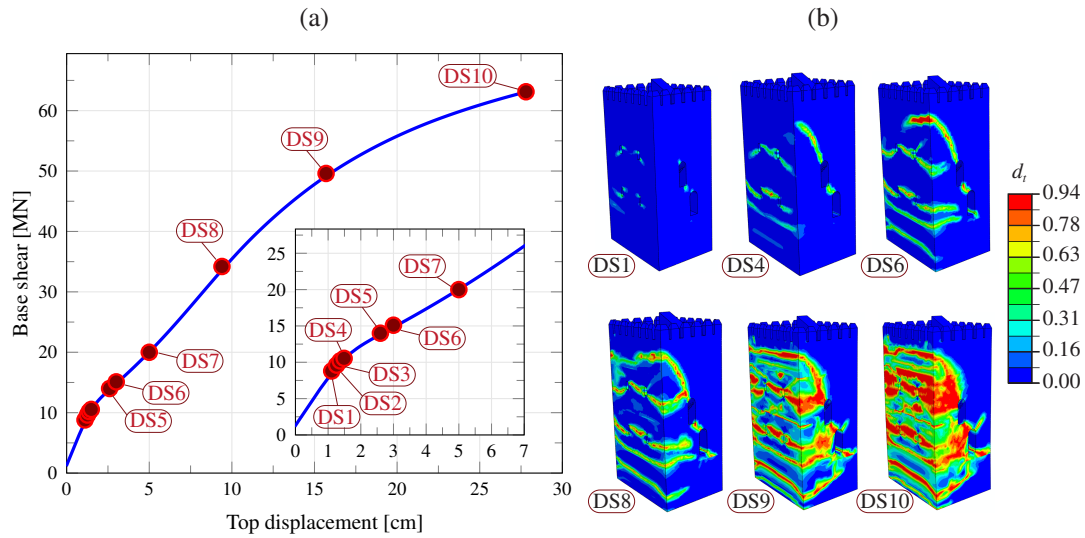 (a)
(b)
Base shear [MN]
60
50
40
30
20
10
0
0 5 10 15 20 25 30
Top displacement [cm]
DS10
DS9
DS8
DS7
DS6
DS5
25
20
15
10
5
0
0 1 2 3 4 5 6 7
DS7
DS5
DS6
DS4
DS3
DS2
DS1
DS1
DS4
DS6
DS8
DS9
DS10
dt
0.94
0.78
0.63
0.47
0.31
0.16
0.00